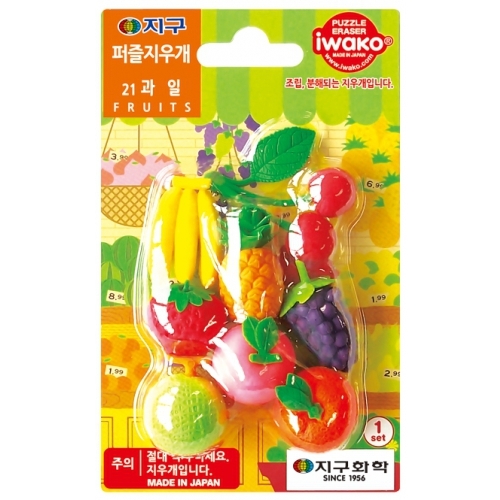 지구
퍼즐지우개
21 과 일
FRUITS
PUZZLE
ERASER
iwako®
MADE IN JAPAN
www.iwako.com
조립, 분해되는 지우개입니다.
3.99
6.99
8.99
1.99
1.99
2.99
주의
절대
지우개입니다.
MADE IN JAPAN
1
set
지구화학
SINCE 1956